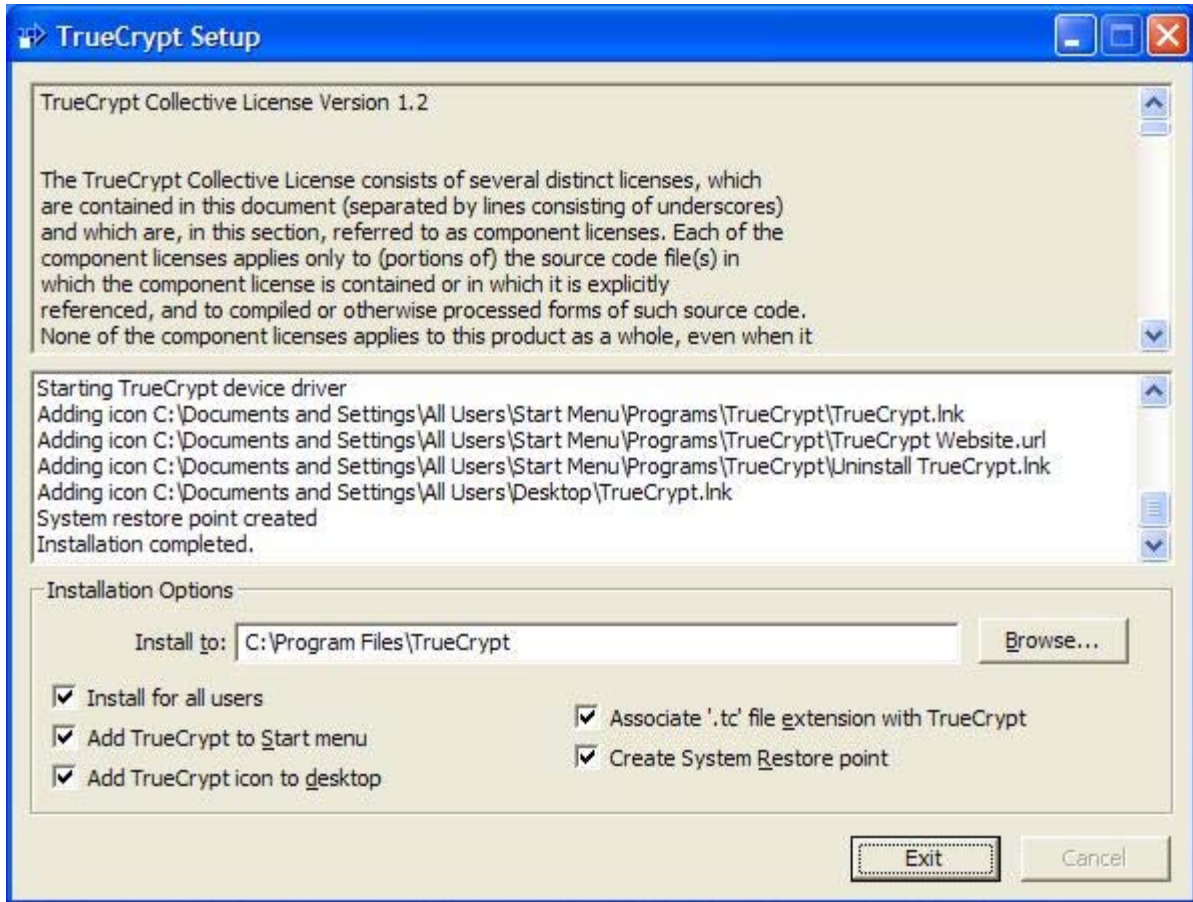 TrueCrypt Setup
TrueCrypt Collective License Version 1.2
The TrueCrypt Collective License consists of several distinct licenses, which
are contained in this document (separated by lines consisting of underscores)
and which are, in this section, referred to as component licenses. Each of the
component licenses applies only to (portions of) the source code file(s) in
which the component license is contained or in which it is explicitly
referenced, and to compiled or otherwise processed forms of such source code.
None of the component licenses applies to this product as a whole, even when it
Starting TrueCrypt device driver
Adding icon C:\Documents and Settings\All Users\Start Menu\Programs\TrueCrypt\TrueCrypt.lnk
Adding icon C:\Documents and Settings\All Users\Start Menu\Programs\TrueCrypt\TrueCrypt Website.url
Adding icon C:\Documents and Settings\All Users\Start Menu\Programs\TrueCrypt\Uninstall TrueCrypt.lnk
Adding icon C:\Documents and Settings\All Users\Desktop\TrueCrypt.lnk
System restore point created
Installation completed.
Installation Options
Install to: C:\Program Files\TrueCrypt Browse...
Install for all users
Add TrueCrypt to Start menu
Add TrueCrypt icon to desktop
Associate '.tc' file extension with TrueCrypt
Create System Restore point
Exit Cancel